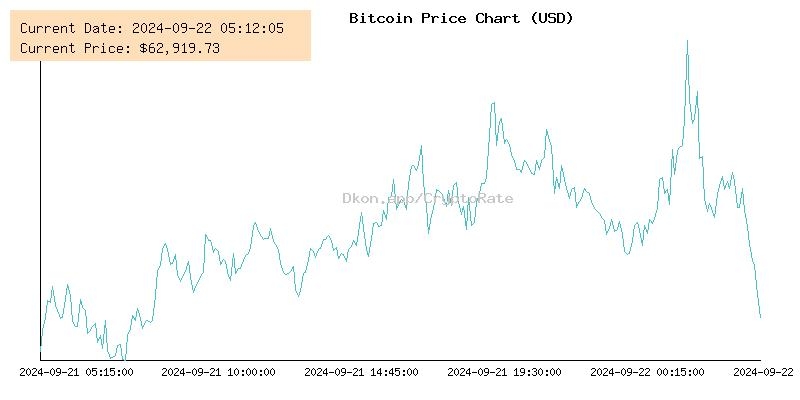 Bitcoin Price Chart (USD)
Current Date: 2024-09-22 05:12:05
Current Price: $62,919.73
Dkon.app/CryptoRate
2024-09-21 05:15:00 2024-09-21 10:00:00 2024-09-21 14:45:00 2024-09-21 19:30:00 2024-09-22 00:15:00 2024-09-22